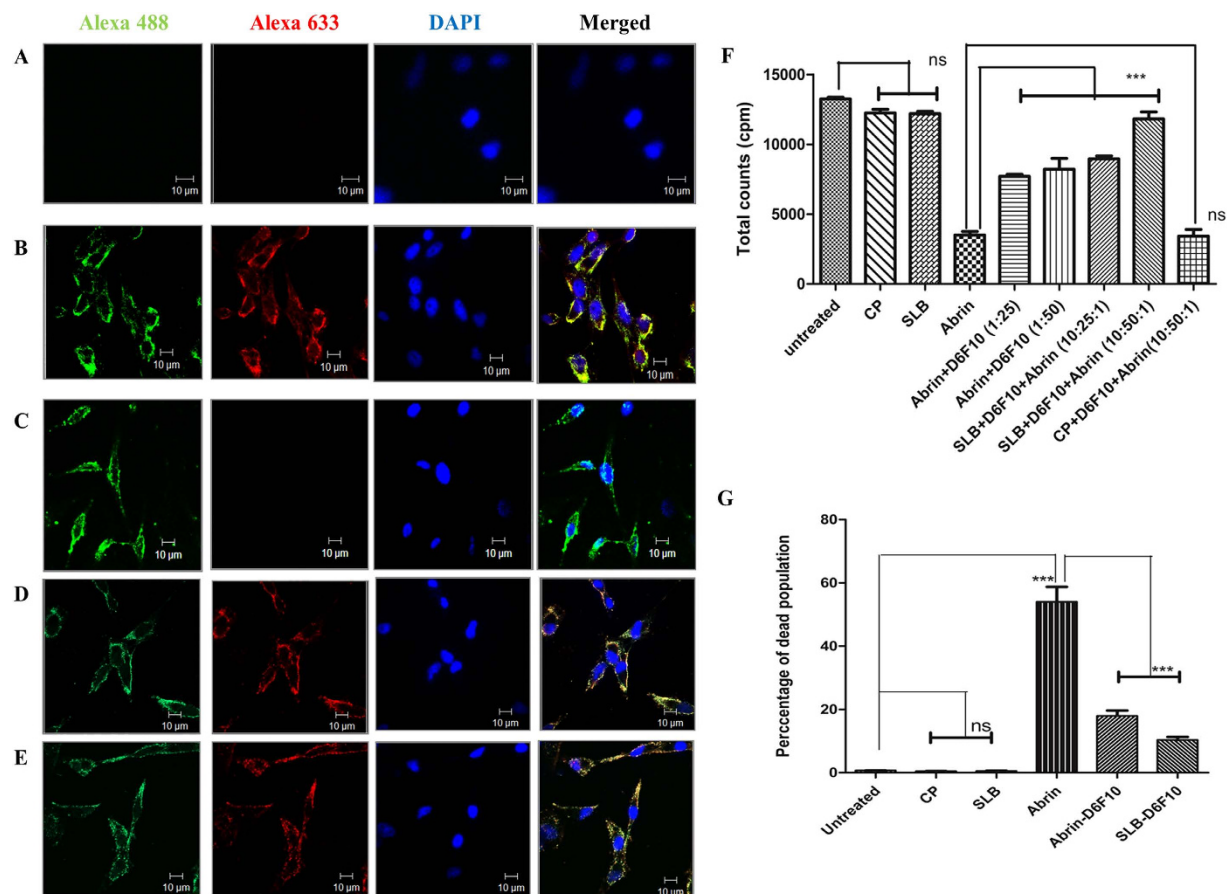 Alexa 488 Alexa 633 DAPI Merged
A
10 µm 10 µm 10 µm 10 µm
B
10 µm 10 µm 10 µm 10 µm
C
10 µm 10 µm 10 µm 10 µm
D
10 µm 10 µm 10 µm 10 µm
E
10 µm 10 µm 10 µm 10 µm
F
ns
***
ns
15000
10000
5000
0
Total counts (cpm)
untreated
CP
SLB
Abrin
Abrin+D6F10 (1:25)
Abrin+D6F10 (1:50)
SLB+D6F10+Abrin (10:25:1)
SLB+D6F10+Abrin (10:50:1)
CP+D6F10+Abrin(10:50:1)
G
80
60
40
20
0
Perccentage of dead population
***
***
ns
Untreated
CP
SLB
Abrin
Abrin-D6F10
SLB-D6F10